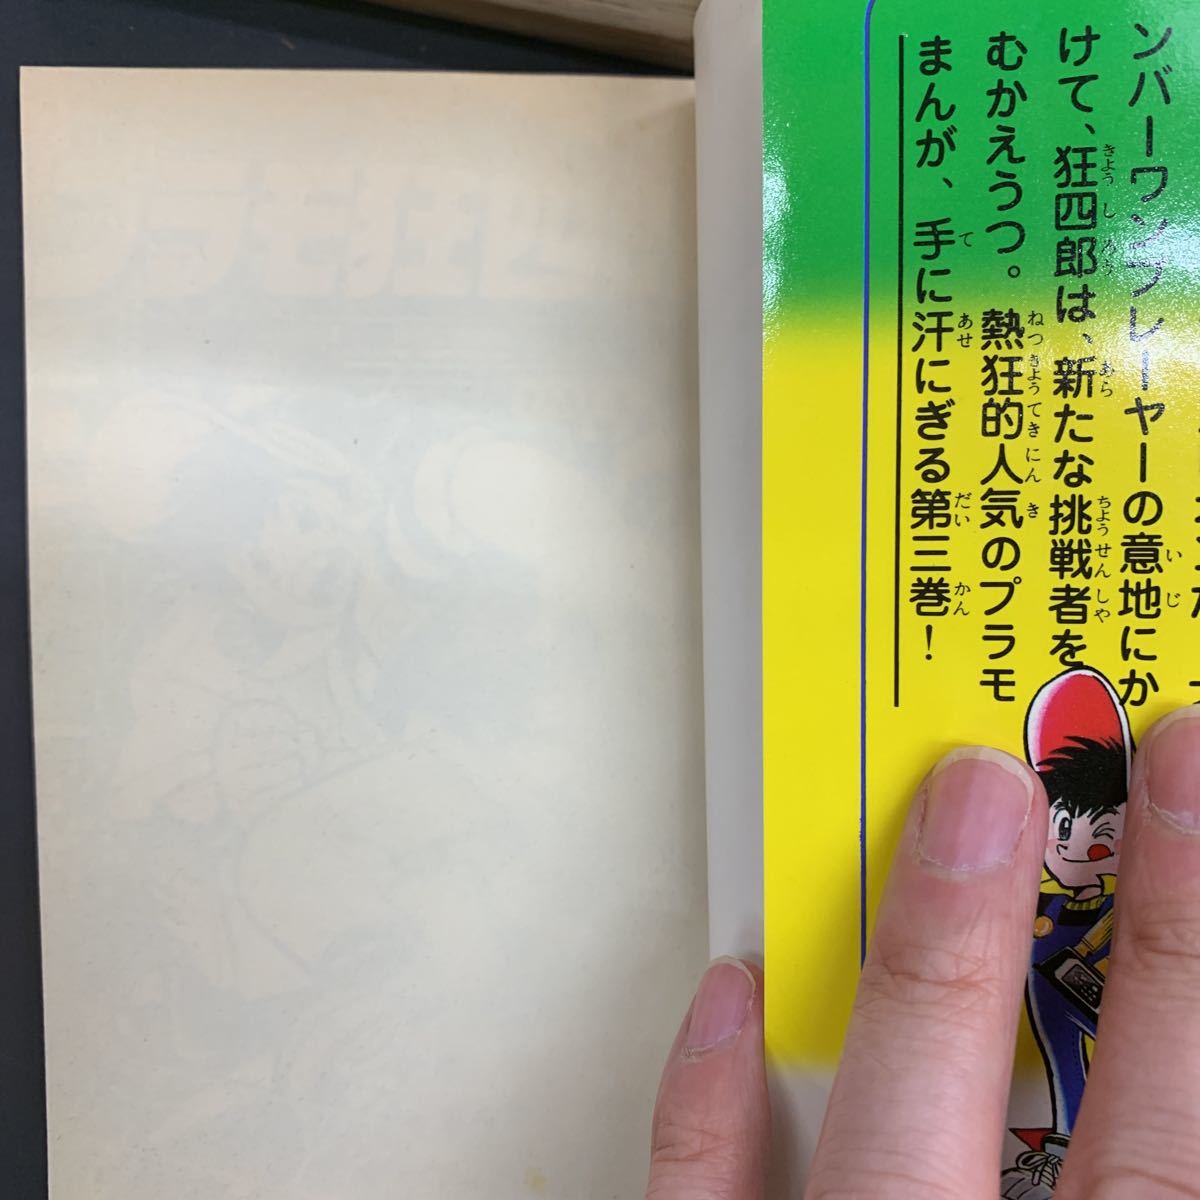 ンバーワンプレーヤーの意地にか
けて、狂四郎は、新たな挑戦者を
むかえうつ。熱狂的人気のプラモ
まんが、手に汗にぎる第三巻！